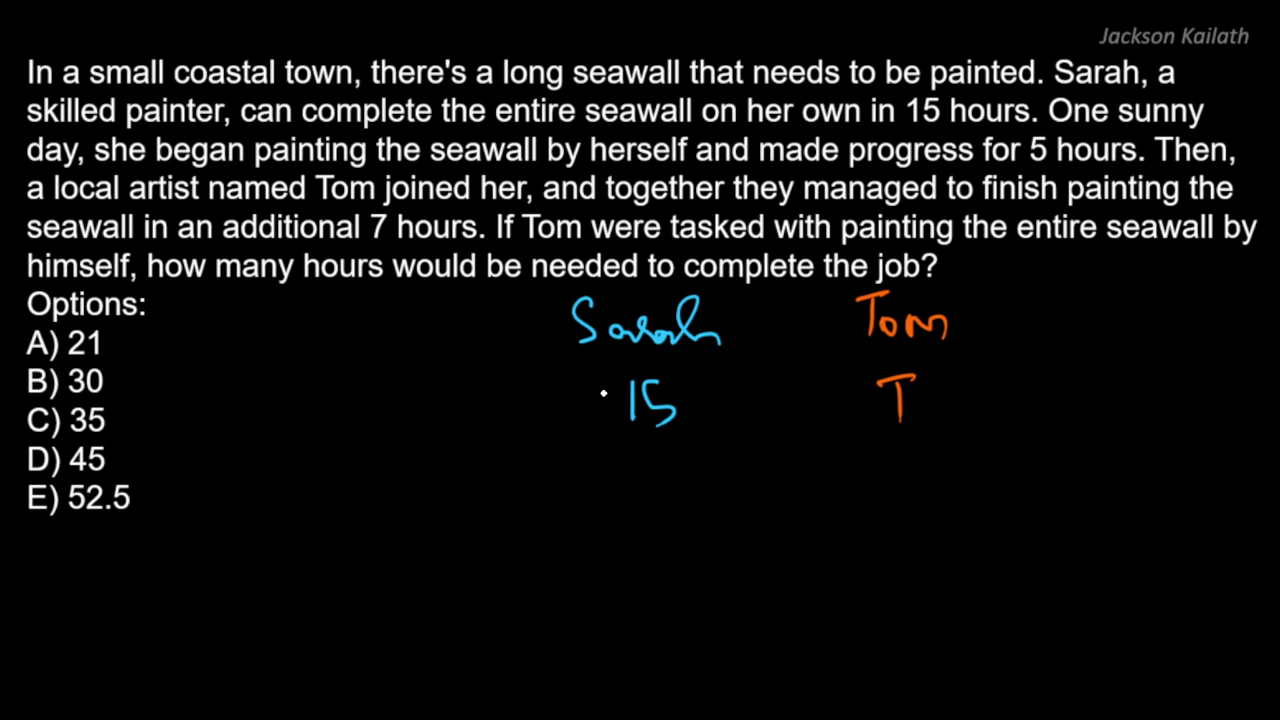 Jackson Kailath
In a small coastal town, there's a long seawall that needs to be painted. Sarah, a
skilled painter, can complete the entire seawall on her own in 15 hours. One sunny
day, she began painting the seawall by herself and made progress for 5 hours. Then,
a local artist named Tom joined her, and together they managed to finish painting the
seawall in an additional 7 hours. If Tom were tasked with painting the entire seawall by
himself, how many hours would be needed to complete the job?
Options:
Sarah Tom
A) 21
B) 30
15 T
C) 35
D) 45
E) 52.5